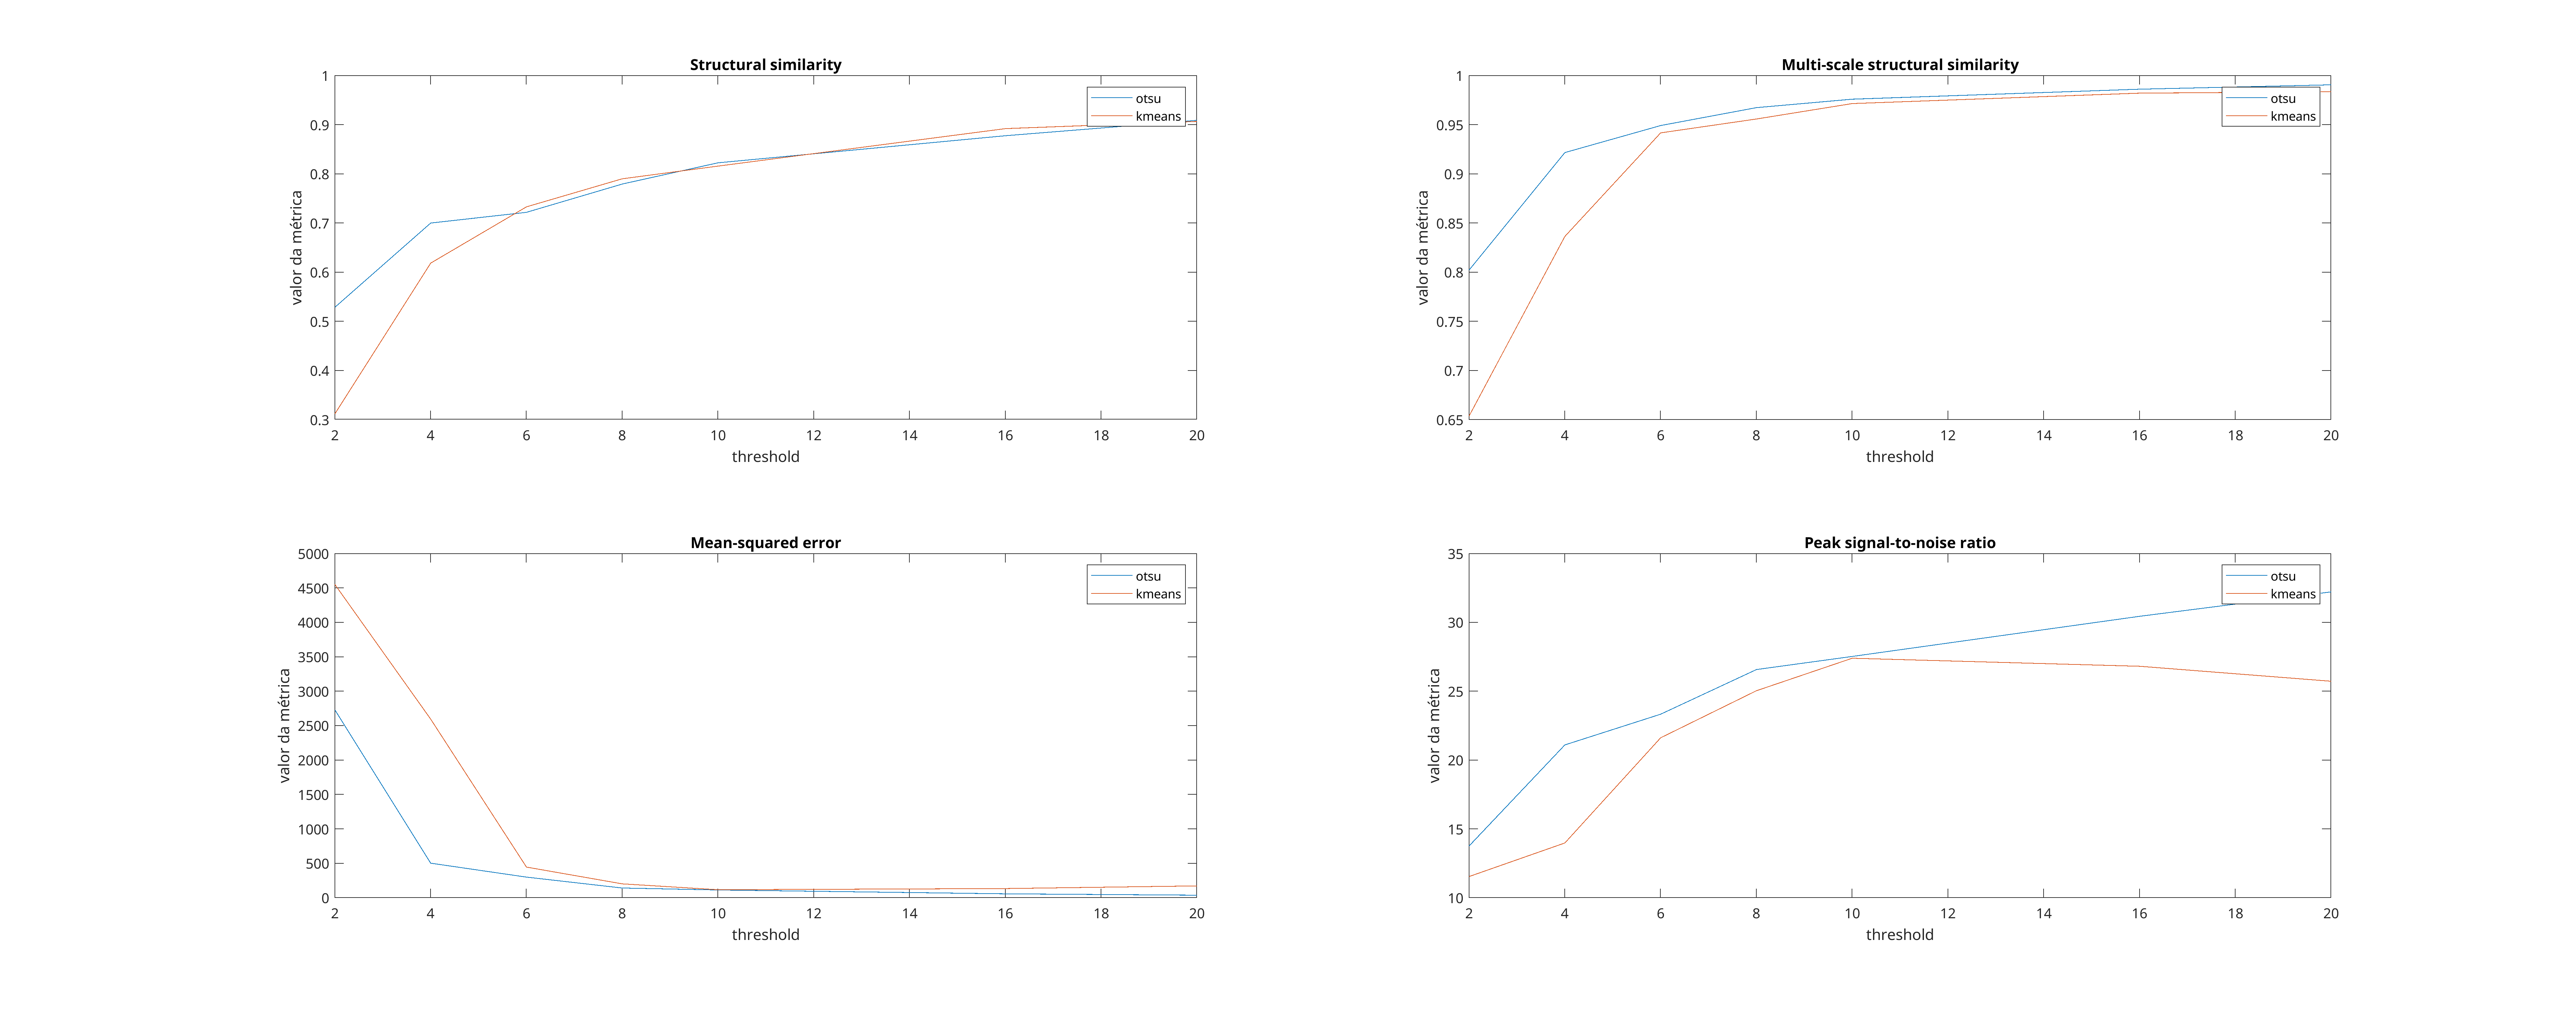 Structural similarity
1
0.9
0.8
0.7
0.6
0.5
0.4
0.3
valor da métrica
otsu
kmeans
2 4 6 8 10 12 14 16 18 20
threshold
Multi-scale structural similarity
1
0.95
0.9
0.85
0.8
0.75
0.7
0.65
valor da métrica
otsu
kmeans
2 4 6 8 10 12 14 16 18 20
threshold
Mean-squared error
5000
4500
4000
3500
3000
2500
2000
1500
1000
500
0
valor da métrica
otsu
kmeans
2 4 6 8 10 12 14 16 18 20
threshold
Peak signal-to-noise ratio
35
30
25
20
15
10
valor da métrica
otsu
kmeans
2 4 6 8 10 12 14 16 18 20
threshold